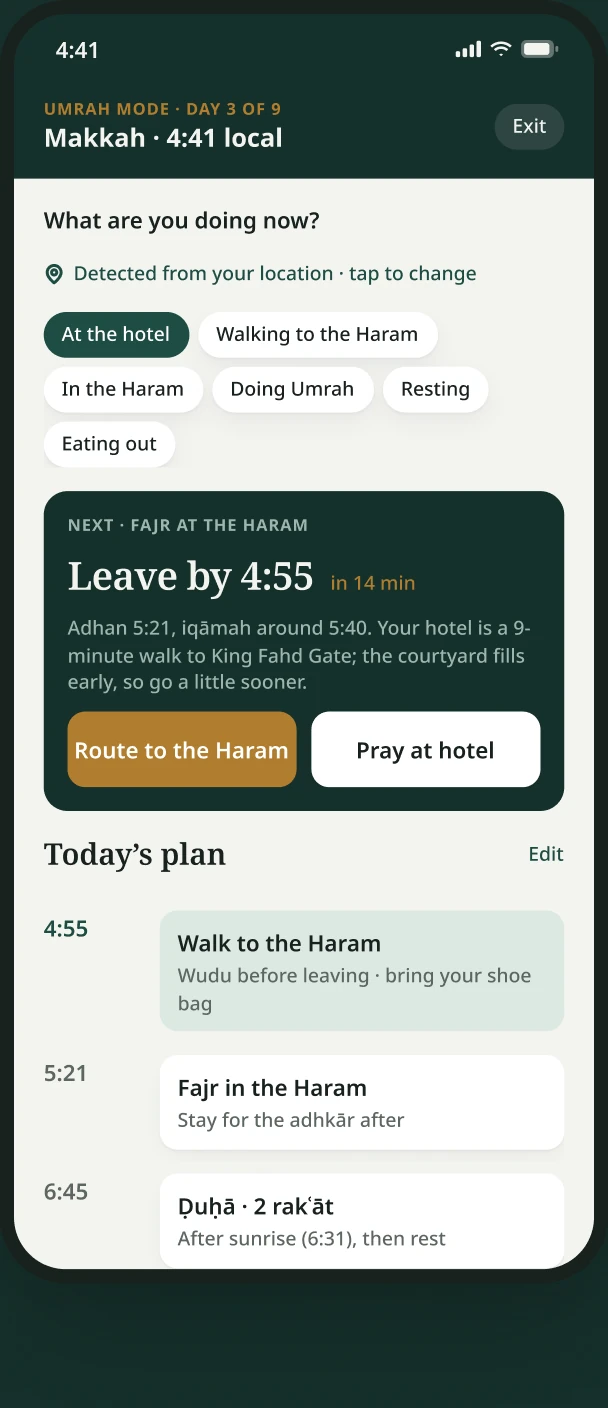 4:41
UMRAH MODE · DAY 3 OF 9
Makkah · 4:41 local
Exit
What are you doing now?
Detected from your location · tap to change
At the hotel
Walking to the Haram
In the Haram
Doing Umrah
Resting
Eating out
NEXT · FAJR AT THE HARAM
Leave by 4:55 in 14 min
Adhan 5:21, iqāmah around 5:40. Your hotel is a 9-
minute walk to King Fahd Gate; the courtyard fills
early, so go a little sooner.
Route to the Haram
Pray at hotel
Today’s plan
Edit
4:55
Walk to the Haram
Wudu before leaving · bring your shoe
bag
5:21
Fajr in the Haram
Stay for the adhkār after
6:45
Ḍuḥā · 2 rakʿāt
After sunrise (6:31), then rest